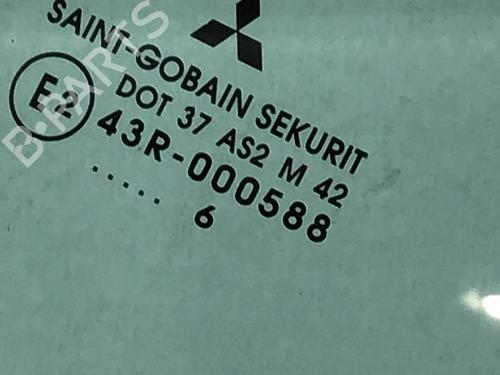 SAINT-GOBAIN SEKURIT
E2
DOT 37 AS2 M 42
43R-000588
..... 6
B-PARTS